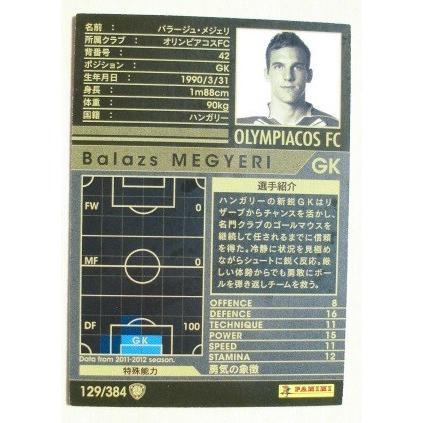 名前 : バラージュ・メジェリ
所属クラブ : オリンピアコスFC
背番号 : 42
ポジション : GK
生年月日 : 1990/3/31
身長 : 1m88cm
体重 : 90kg
国籍 : ハンガリー
OLYMPIACOS FC
Balazs MEGYERI GK
選手紹介
ハンガリーの新鋭GKはリ
ザーブからチャンスを活かし、
名門クラブのゴールマウスを
継続して任されるまでに信頼
を得た。冷静に状況を見極め
ながらシュートに鋭く反応。厳
しい体勢からでも勇敢にボー
ルを弾き返しチームを救う。
FW 0
MF 0
DF 100
GK
Data from 2011-2012 season.
OFFENCE 8
DEFENCE 16
TECHNIQUE 11
POWER 15
SPEED 11
STAMINA 12
特殊能力 勇気の象徴
129/384
PANINI